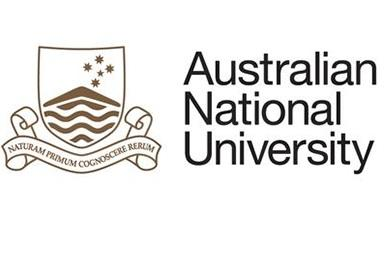 Australian
National
University
NATURAM PRIMUM COGNOSCERE RERUM